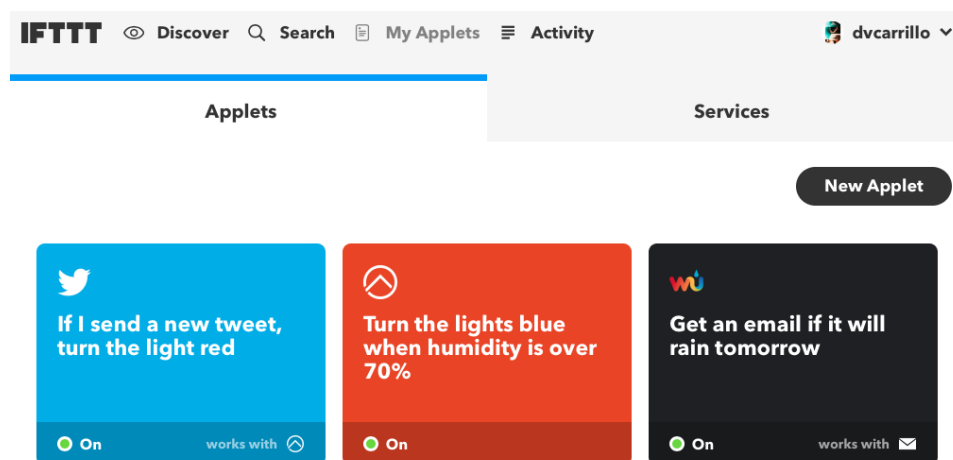 IFTTT Discover Search My Applets Activity dvcarrillo
Applets Services
New Applet
If I send a new tweet,
turn the light red
On works with
Turn the lights blue
when humidity is over
70%
On
wu
Get an email if it will
rain tomorrow
On works with